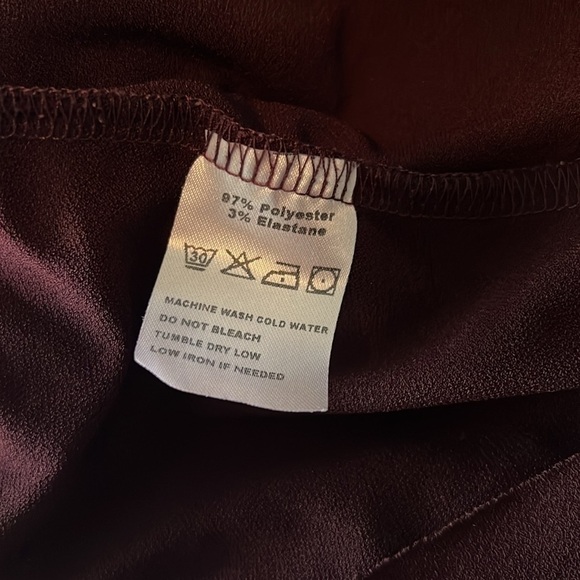 97% Polyester
3% Elastane
30
MACHINE WASH COLD WATER
DO NOT BLEACH
TUMBLE DRY LOW
LOW IRON IF NEEDED